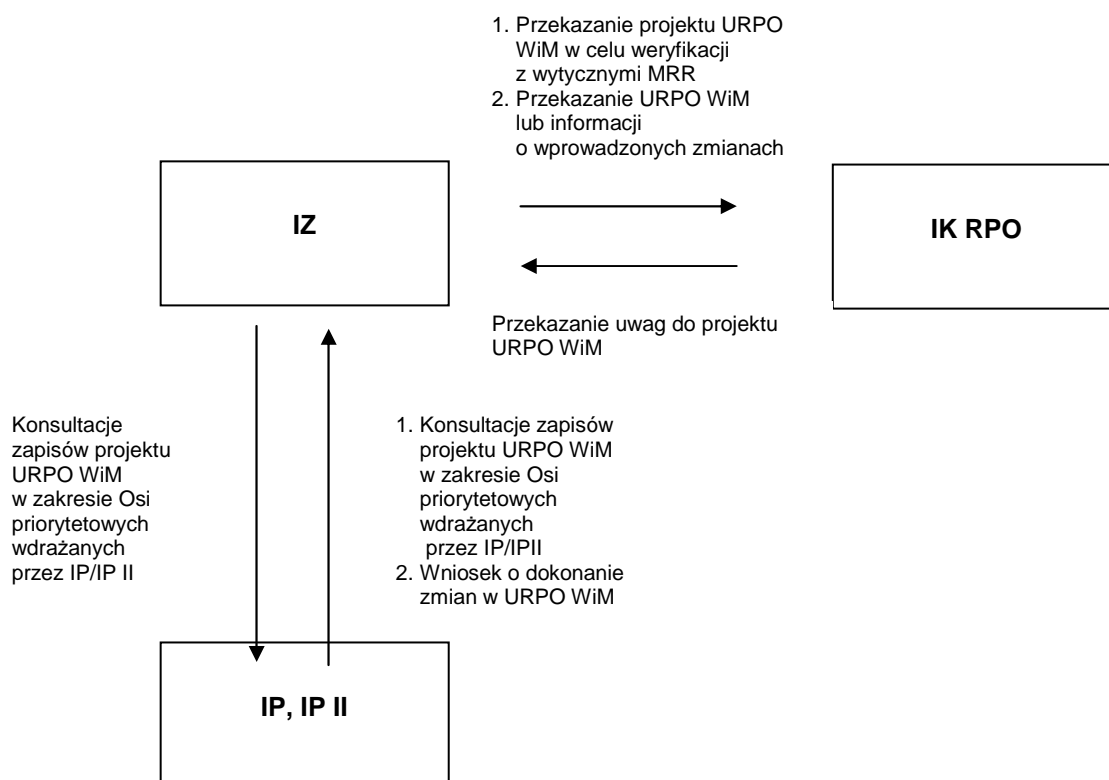 1. Przekazanie projektu URPO
WiM w celu weryfikacji
z wytycznymi MRR
2. Przekazanie URPO WiM
lub informacji
o wprowadzonych zmianach
IZ
IK RPO
Przekazanie uwag do projektu
URPO WiM
Konsultacje
zapisów projektu
URPO WiM
w zakresie Osi
priorytetowych
wdrażanych
przez IP/IP II
1. Konsultacje zapisów
projektu URPO WiM
w zakresie Osi
priorytetowych
wdrażanych
przez IP/IPII
2. Wniosek o dokonanie
zmian w URPO WiM
IP, IP II